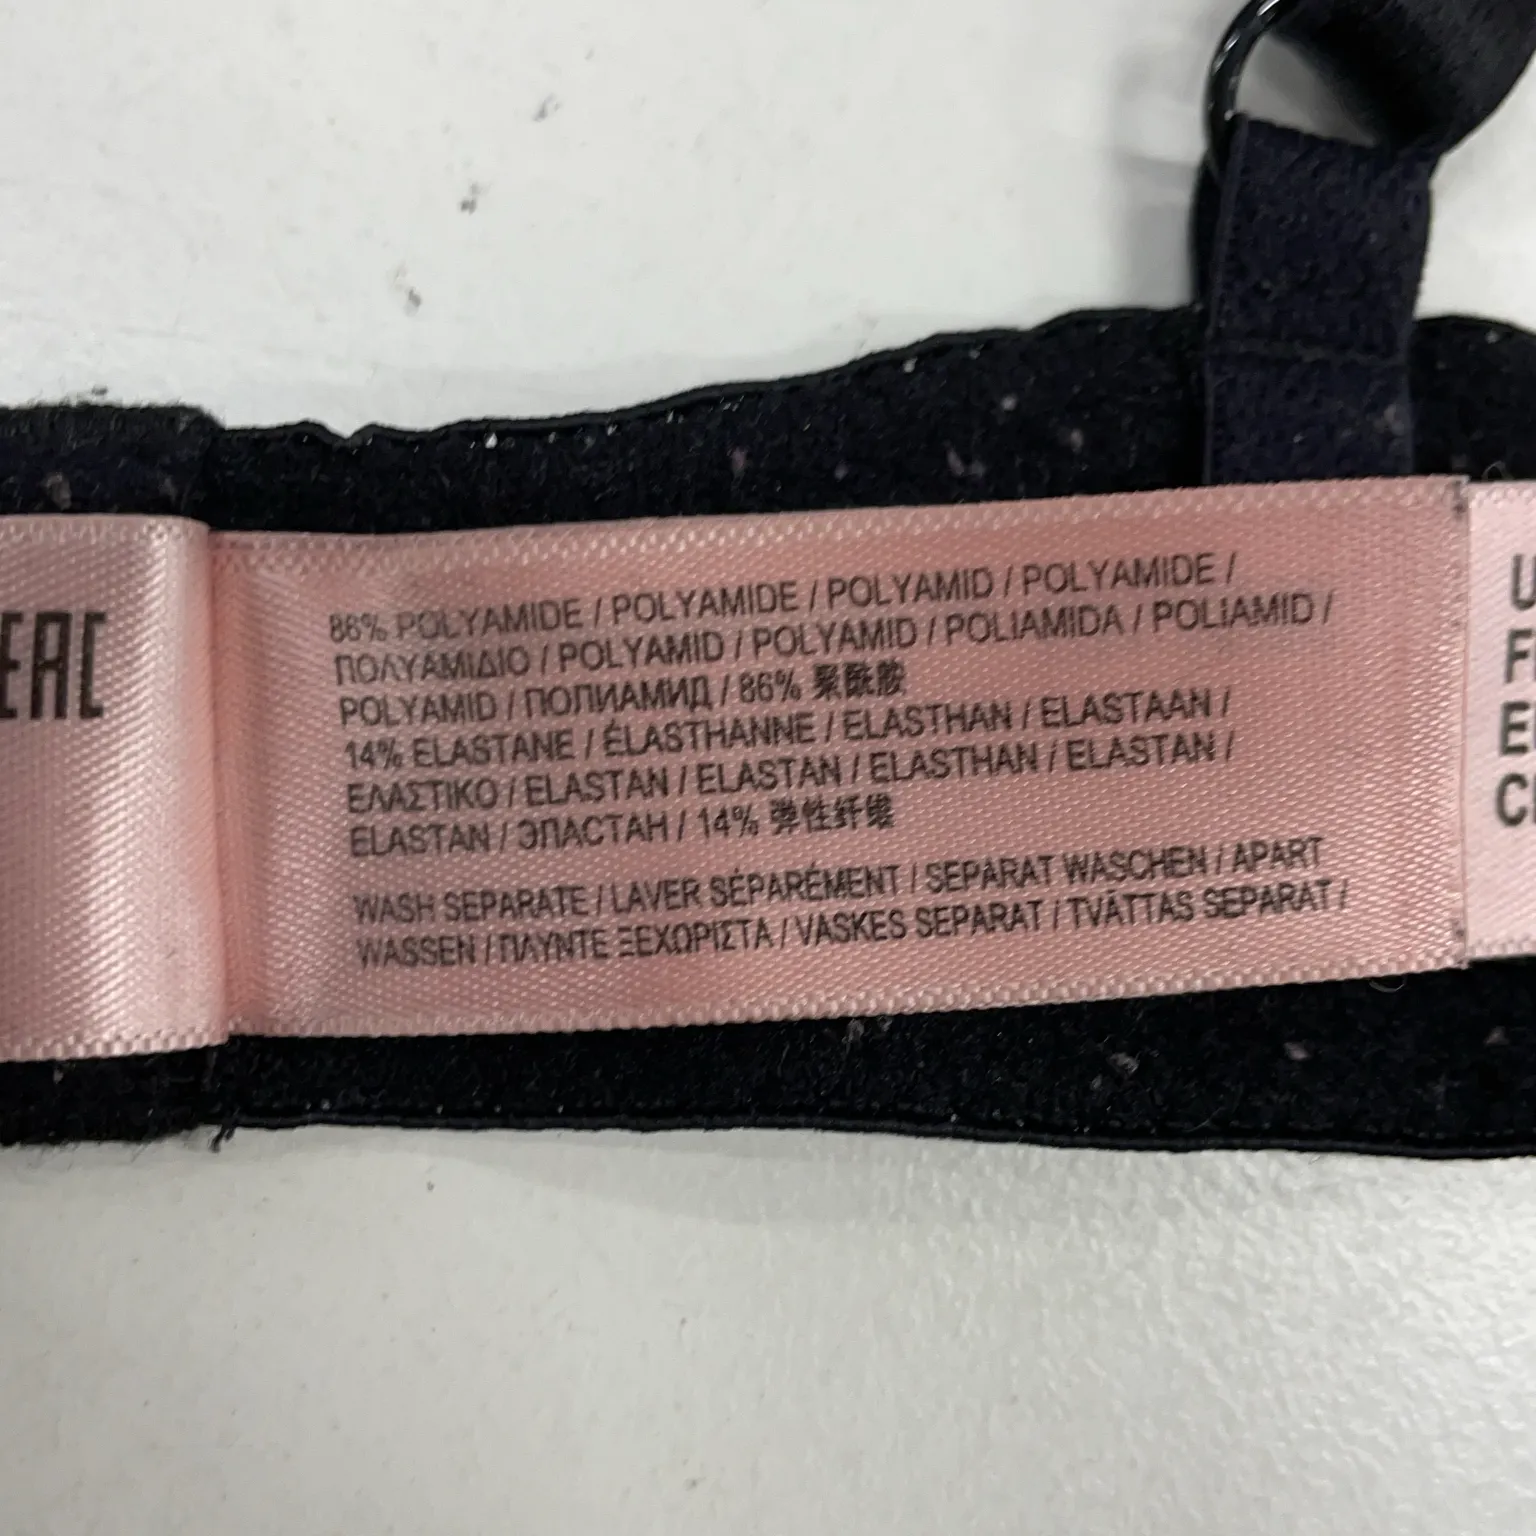 EAC
86% POLYAMIDE / POLYAMIDE / POLYAMID / POLYAMIDE /
ΠΟΛΥΑΜΙΔΙΟ / POLYAMID / POLYAMID / POLIAMIDA / POLIAMID /
POLYAMID / ПОЛИАМИД / 86% 聚酰胺
14% ELASTANE / ÉLASTHANNE / ELASTHAN / ELASTAAN /
ΕΛΑΣΤΙΚΟ / ELASTAN / ELASTAN / ELASTHAN / ELASTAN /
ELASTAN / ЭЛАСТАН / 14% 弹性纤维
WASH SEPARATE / LAVER SÉPARÉMENT / SEPARAT WASCHEN / APART
WASSEN / ΠΛΥΝΤΕ ΞΕΧΩΡΙΣΤΑ / VASKES SEPARAT / TVÄTTAS SEPARAT /